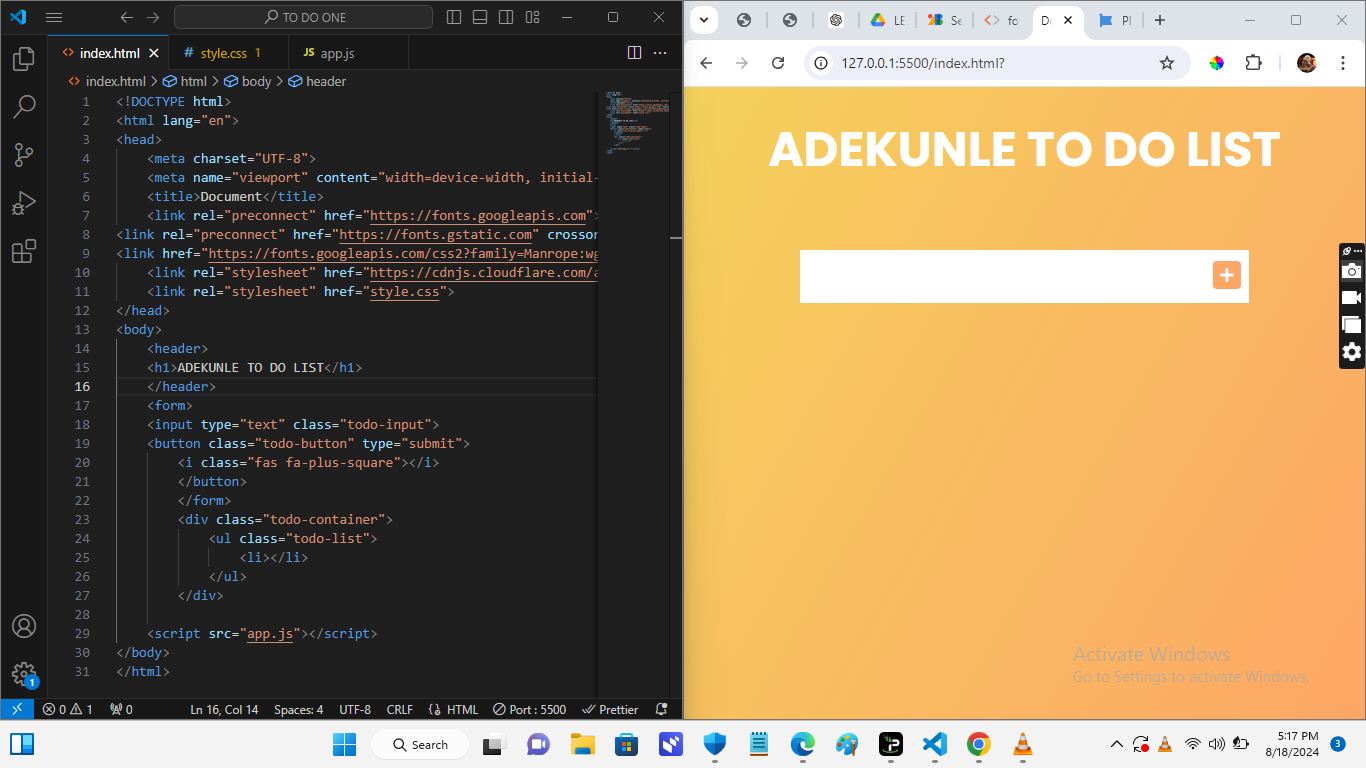 TO DO ONE
index.html
style.css 1
JS app.js
index.html > html > body > header
1 <!DOCTYPE html>
2 <html lang="en">
3 <head>
4 <meta charset="UTF-8">
5 <meta name="viewport" content="width=device-width, initial-
6 <title>Document</title>
7 <link rel="preconnect" href="https://fonts.googleapis.com">
8 <link rel="preconnect" href="https://fonts.gstatic.com" crossor
9 <link href="https://fonts.googleapis.com/css2?family=Manrope:wg
10 <link rel="stylesheet" href="https://cdnjs.cloudflare.com/a
11 <link rel="stylesheet" href="style.css">
12 </head>
13 <body>
14 <header>
15 <h1>ADEKUNLE TO DO LIST</h1>
16 </header>
17 <form>
18 <input type="text" class="todo-input">
19 <button class="todo-button" type="submit">
20 <i class="fas fa-plus-square"></i>
21 </button>
22 </form>
23 <div class="todo-container">
24 <ul class="todo-list">
25 <li></li>
26 </ul>
27 </div>
28
29 <script src="app.js"></script>
30 </body>
31 </html>
1
0 1 0 Ln 16, Col 14 Spaces: 4 UTF-8 CRLF HTML Port : 5500 Prettier
LE
Se
fo
Do
Pl
127.0.0.1:5500/index.html?
ADEKUNLE TO DO LIST
Activate Windows
Go to Settings to activate Windows.
Search
5:17 PM
8/18/2024
3